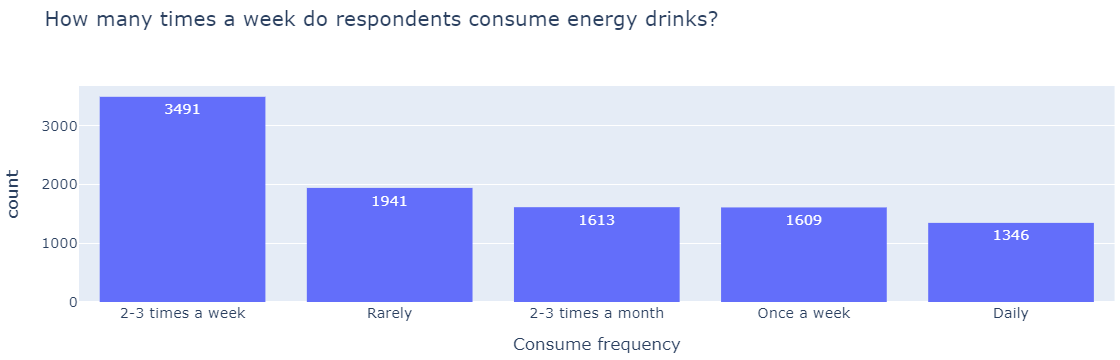 How many times a week do respondents consume energy drinks?
3491
1941
1613
1609
1346
3000
2000
1000
0
count
2-3 times a week
Rarely
2-3 times a month
Once a week
Daily
Consume frequency